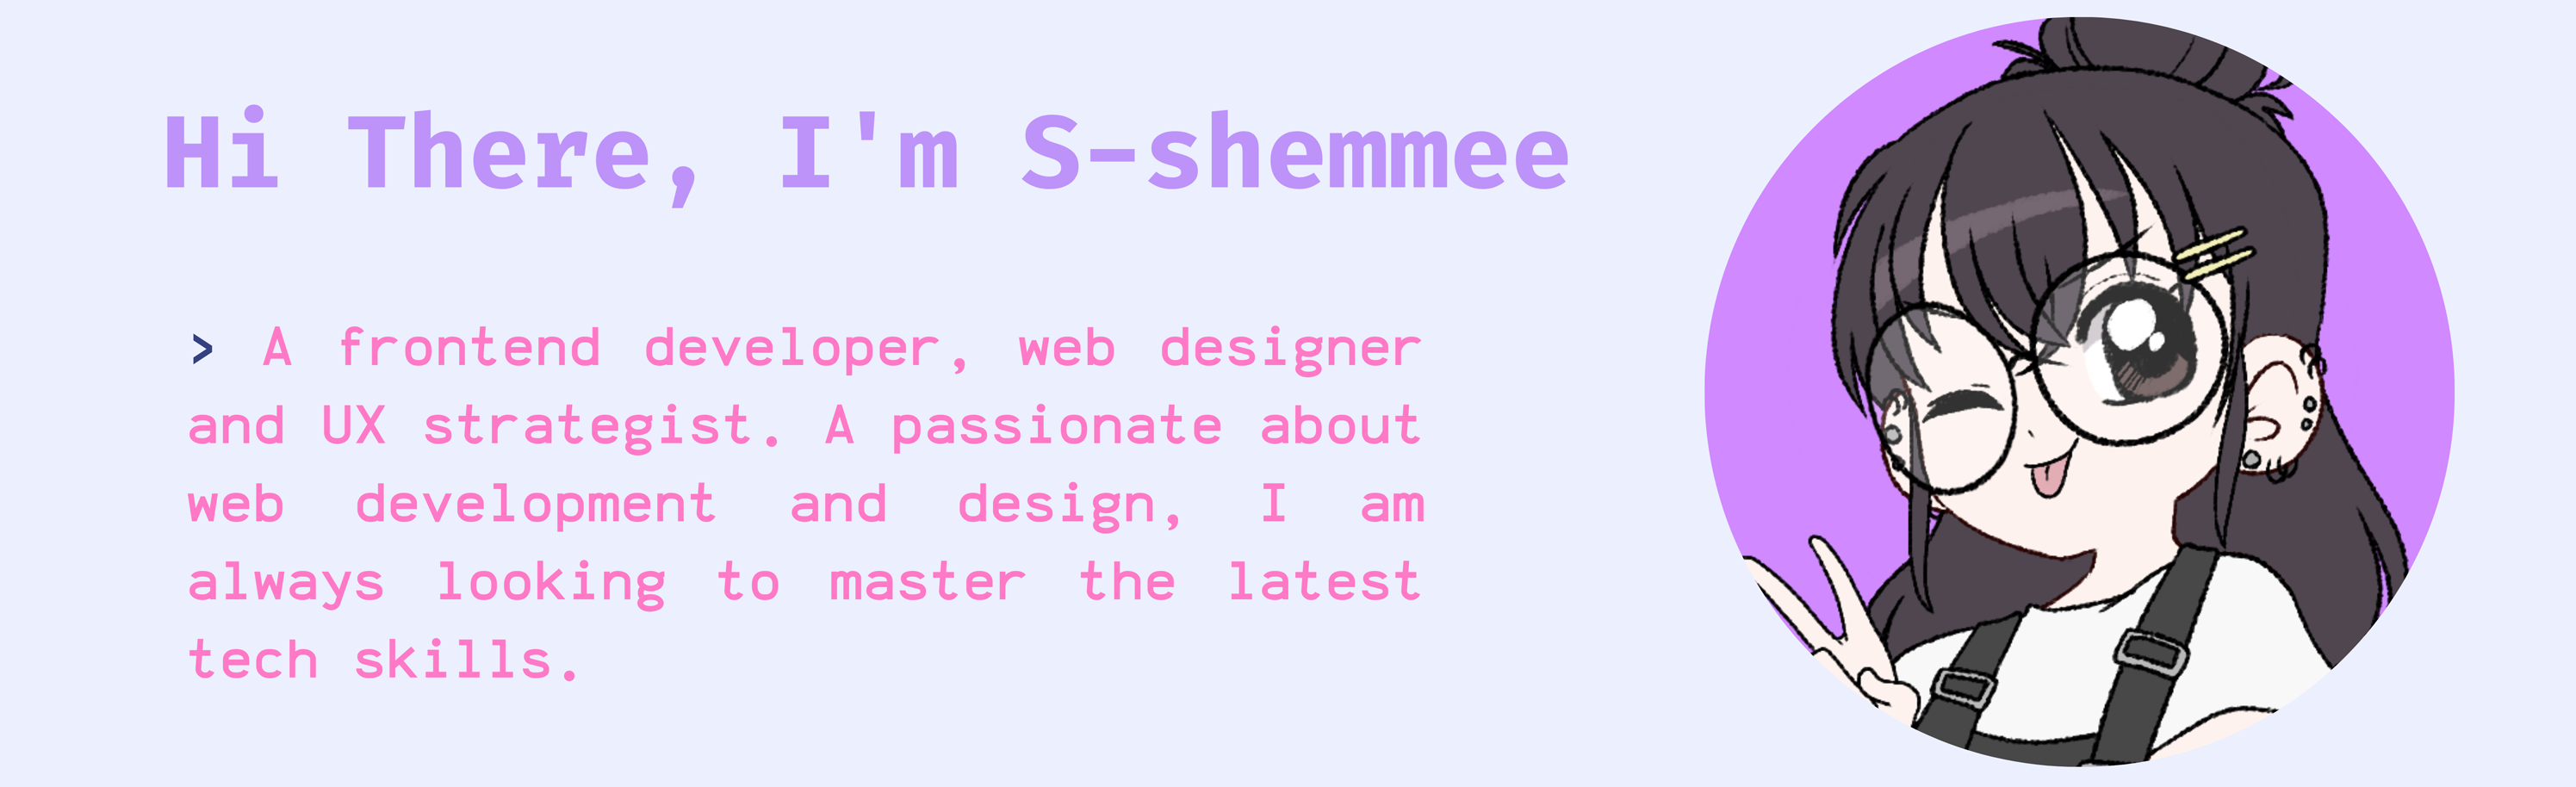 Hi There, I'm S-shemmee
> A frontend developer, web designer
and UX strategist. A passionate about
web development and design, I am
always looking to master the latest
tech skills.